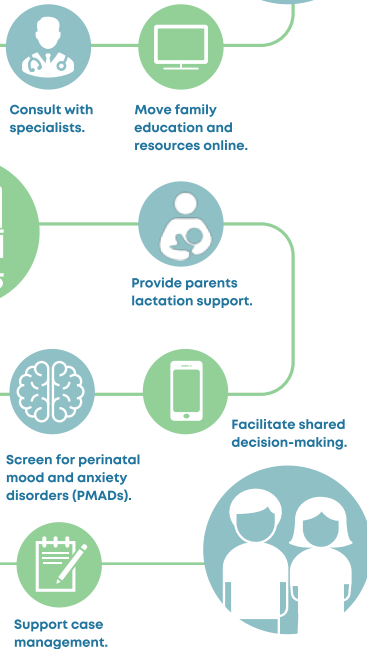 Consult with
specialists.
Move family
education and
resources online.
Provide parents
lactation support.
Facilitate shared
decision-making.
Screen for perinatal
mood and anxiety
disorders (PMADs).
Support case
management.